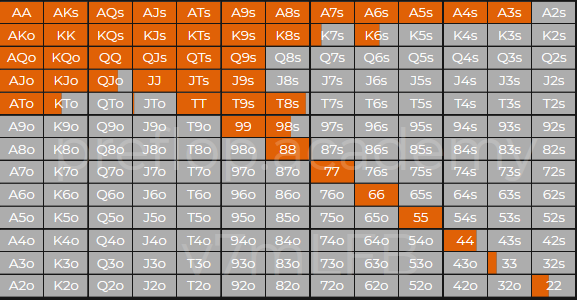 AA AKs AQs AJs ATs A9s A8s A7s A6s A5s A4s A3s A2s
AKo KK KQs KJs KTs K9s K8s K7s K6s K5s K4s K3s K2s
AQo KQo QQ QJs QTs Q9s Q8s Q7s Q6s Q5s Q4s Q3s Q2s
AJo KJo QJo JJ JTs J9s J8s J7s J6s J5s J4s J3s J2s
ATo KTo QTo JTo TT T9s T8s T7s T6s T5s T4s T3s T2s
A9o K9o Q9o J9o T9o 99 98s 97s 96s 95s 94s 93s 92s
A8o K8o Q8o J8o T8o 98o 88 87s 86s 85s 84s 83s 82s
preflop.academy
A7o K7o Q7o J7o T7o 97o 87o 77 76s 75s 74s 73s 72s
A6o K6o Q6o J6o T6o 96o 86o 76o 66 65s 64s 63s 62s
A5o K5o Q5o J5o T5o 95o 85o 75o 65o 55 54s 53s 52s
A4o K4o Q4o J4o T4o 94o 84o 74o 64o 54o 44 43s 42s
A3o K3o Q3o J3o T3o 93o 83o 73o 63o 53o 43o 33 32s
A2o K2o Q2o J2o T2o 92o 82o 72o 62o 52o 42o 32o 22